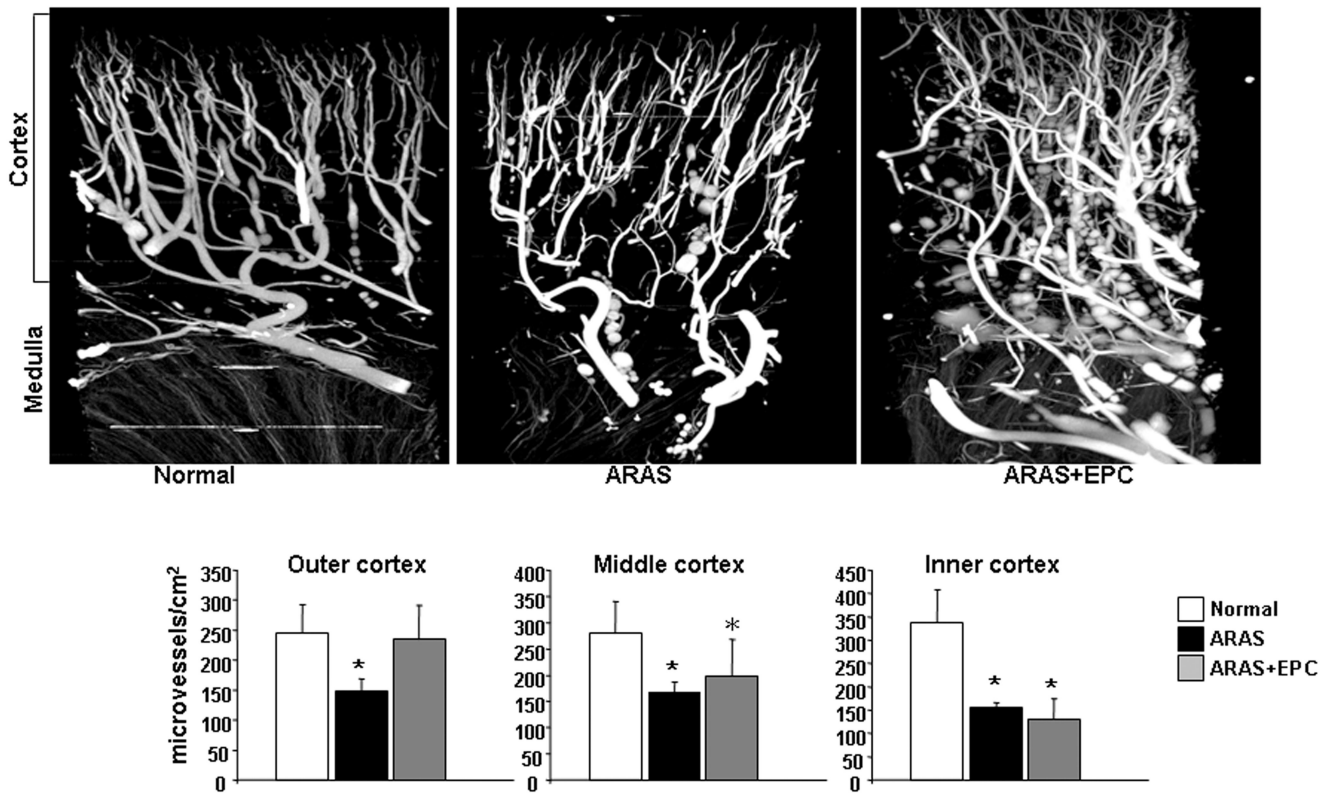 Cortex
Medulla
Normal
ARAS
ARAS+EPC
Outer cortex
Middle cortex
Inner cortex
microvessels/cm²
350
300
250
200
150
100
50
0
*
400
350
300
250
200
150
100
50
0
*
*
450
400
350
300
250
200
150
100
50
0
*
*
Normal
ARAS
ARAS+EPC